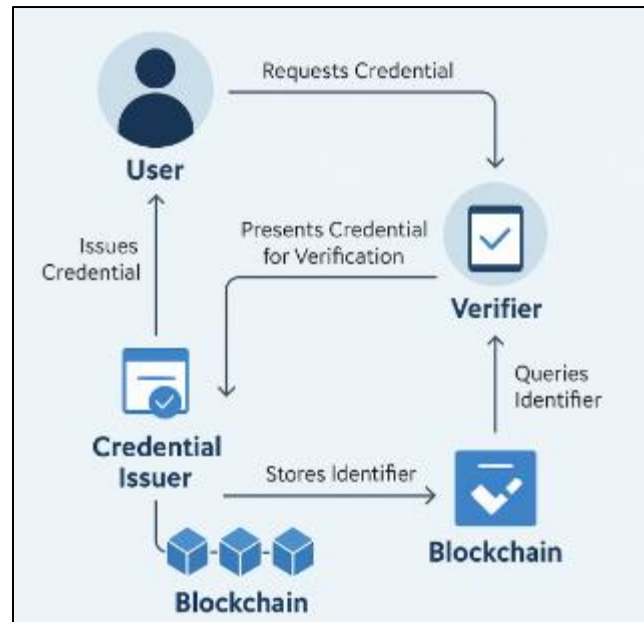 Requests Credential
User
Issues
Credential
Presents Credential
for Verification
Verifier
Queries
Identifier
Credential
Issuer
Stores Identifier
Blockchain
Blockchain